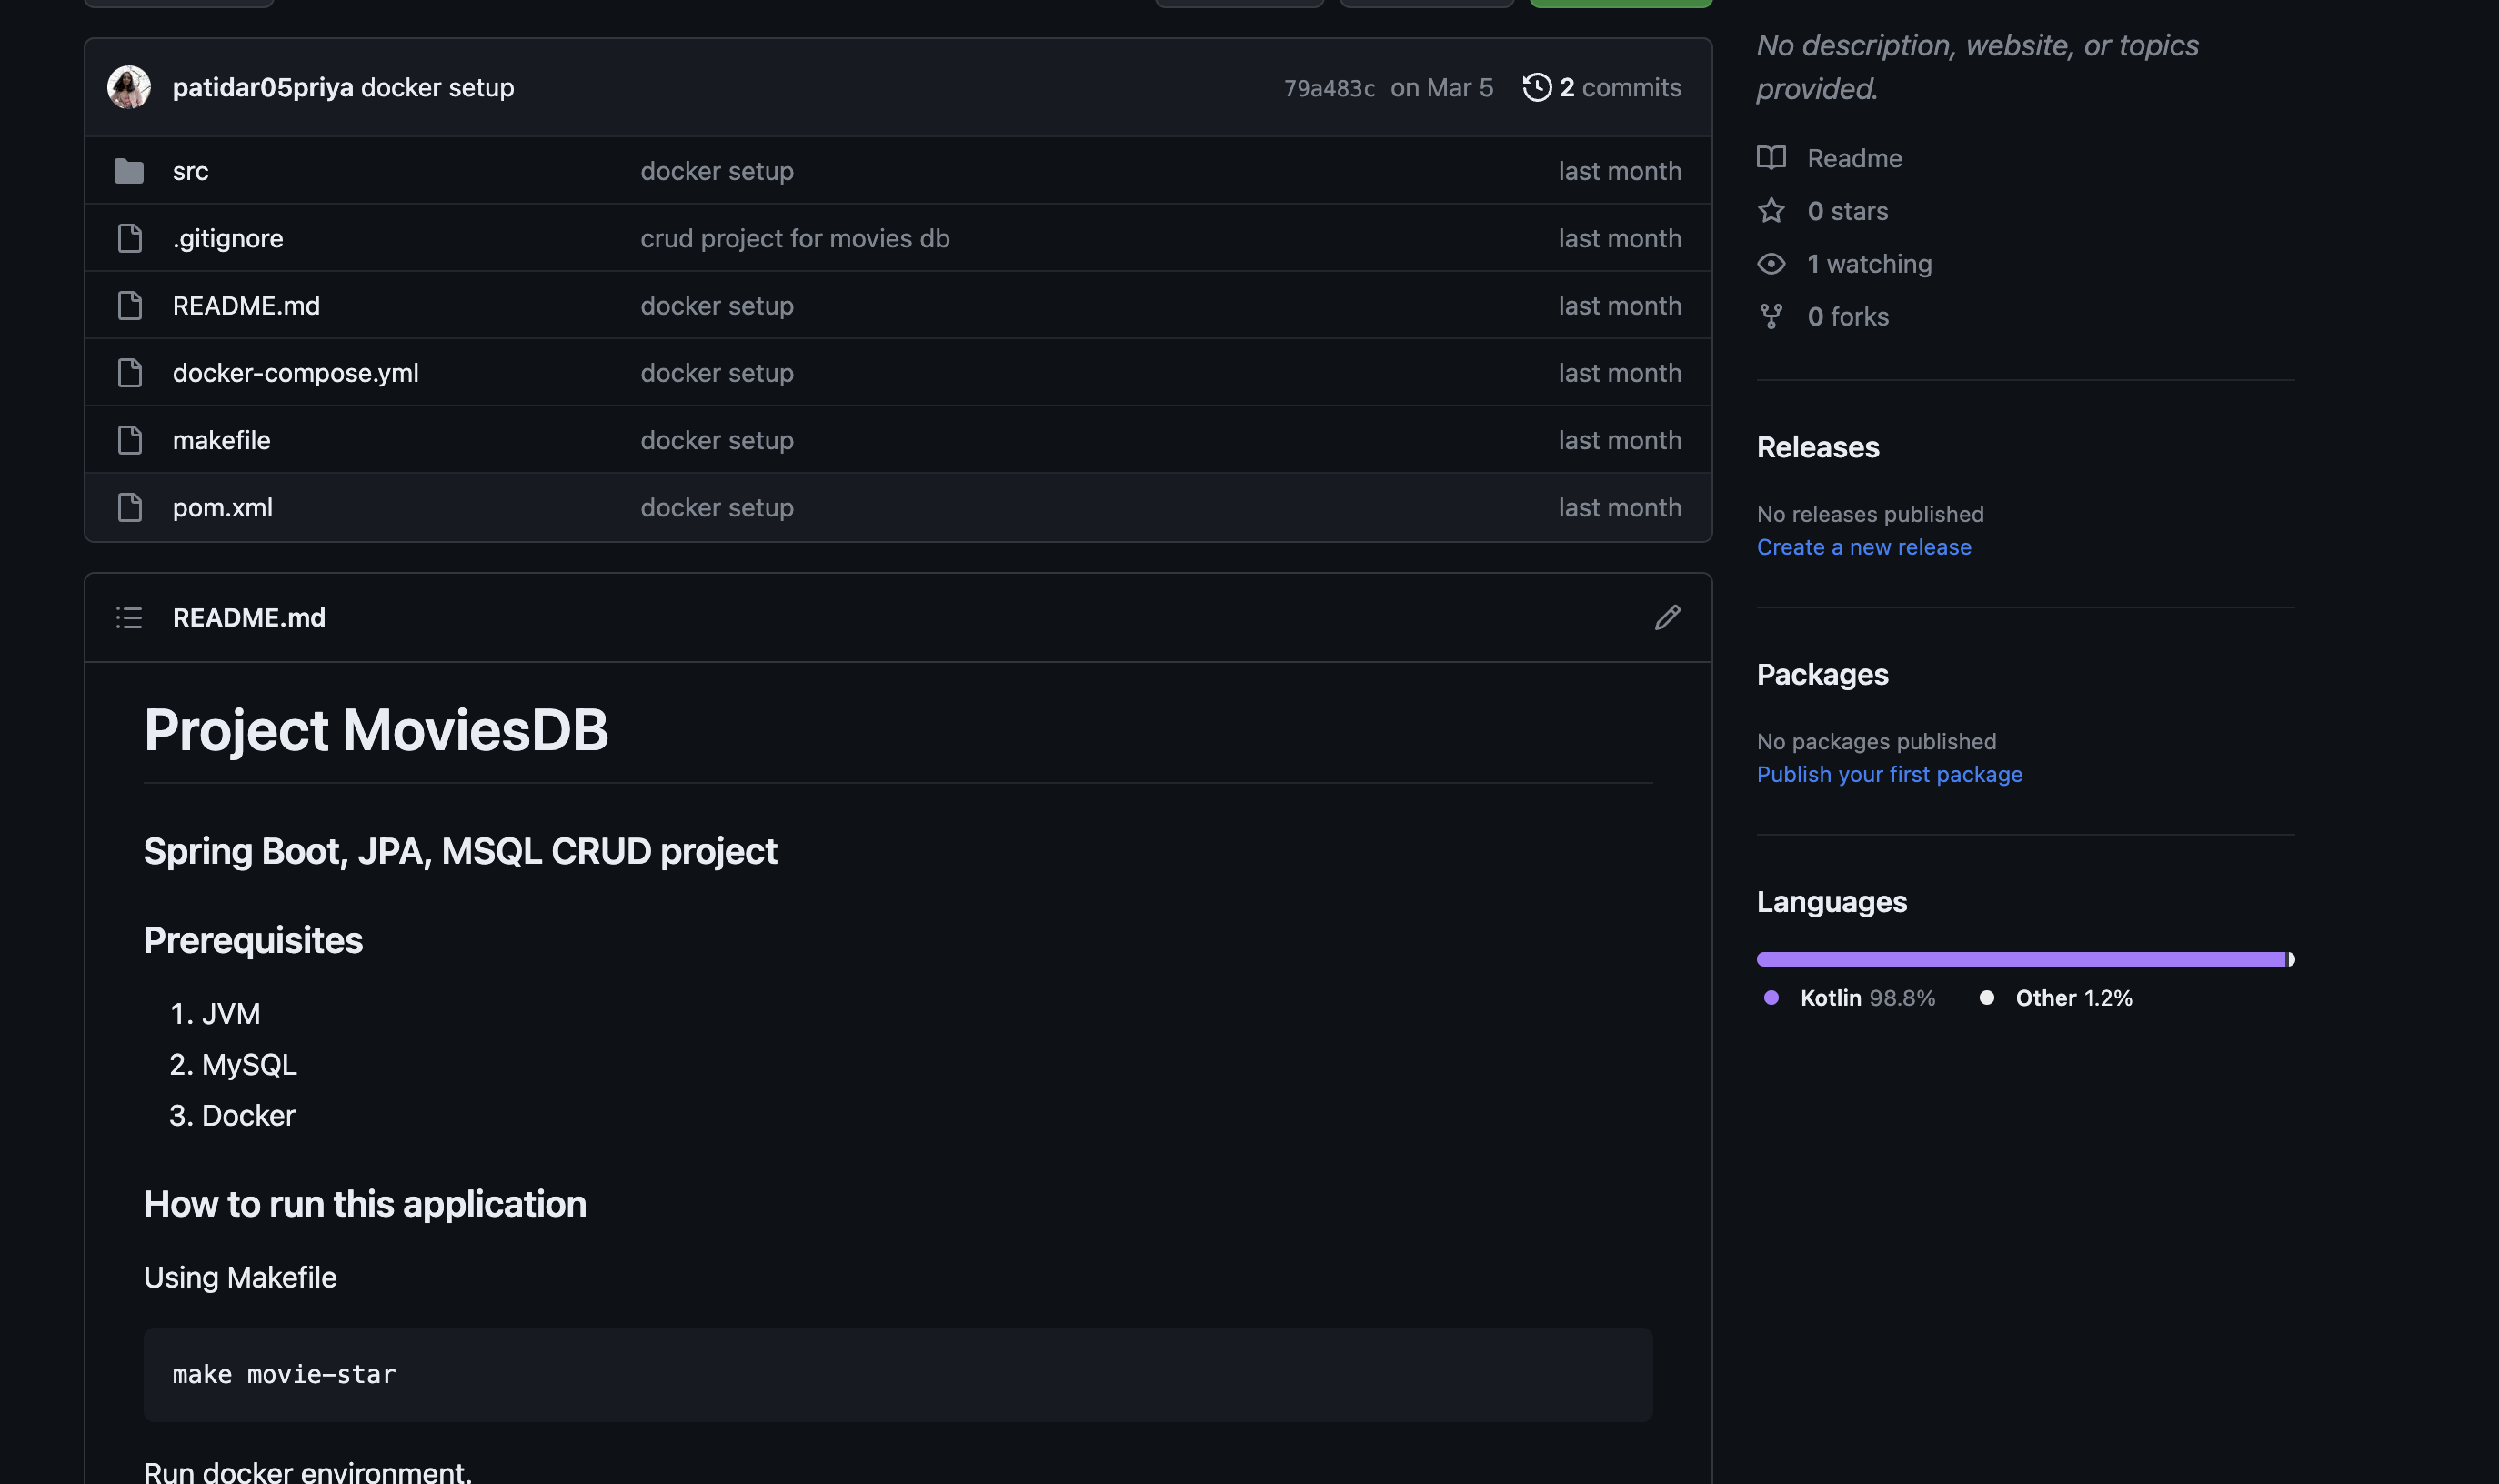 patidar05priya docker setup 79a483c on Mar 5 2 commits
src docker setup last month
.gitignore crud project for movies db last month
README.md docker setup last month
docker-compose.yml docker setup last month
makefile docker setup last month
pom.xml docker setup last month
README.md
Project MoviesDB
Spring Boot, JPA, MSQL CRUD project
Prerequisites
1. JVM
2. MySQL
3. Docker
How to run this application
Using Makefile
make movie-star
Run docker environment.
No description, website, or topics
provided.
Readme
0 stars
1 watching
0 forks
Releases
No releases published
Create a new release
Packages
No packages published
Publish your first package
Languages
Kotlin 98.8% Other 1.2%